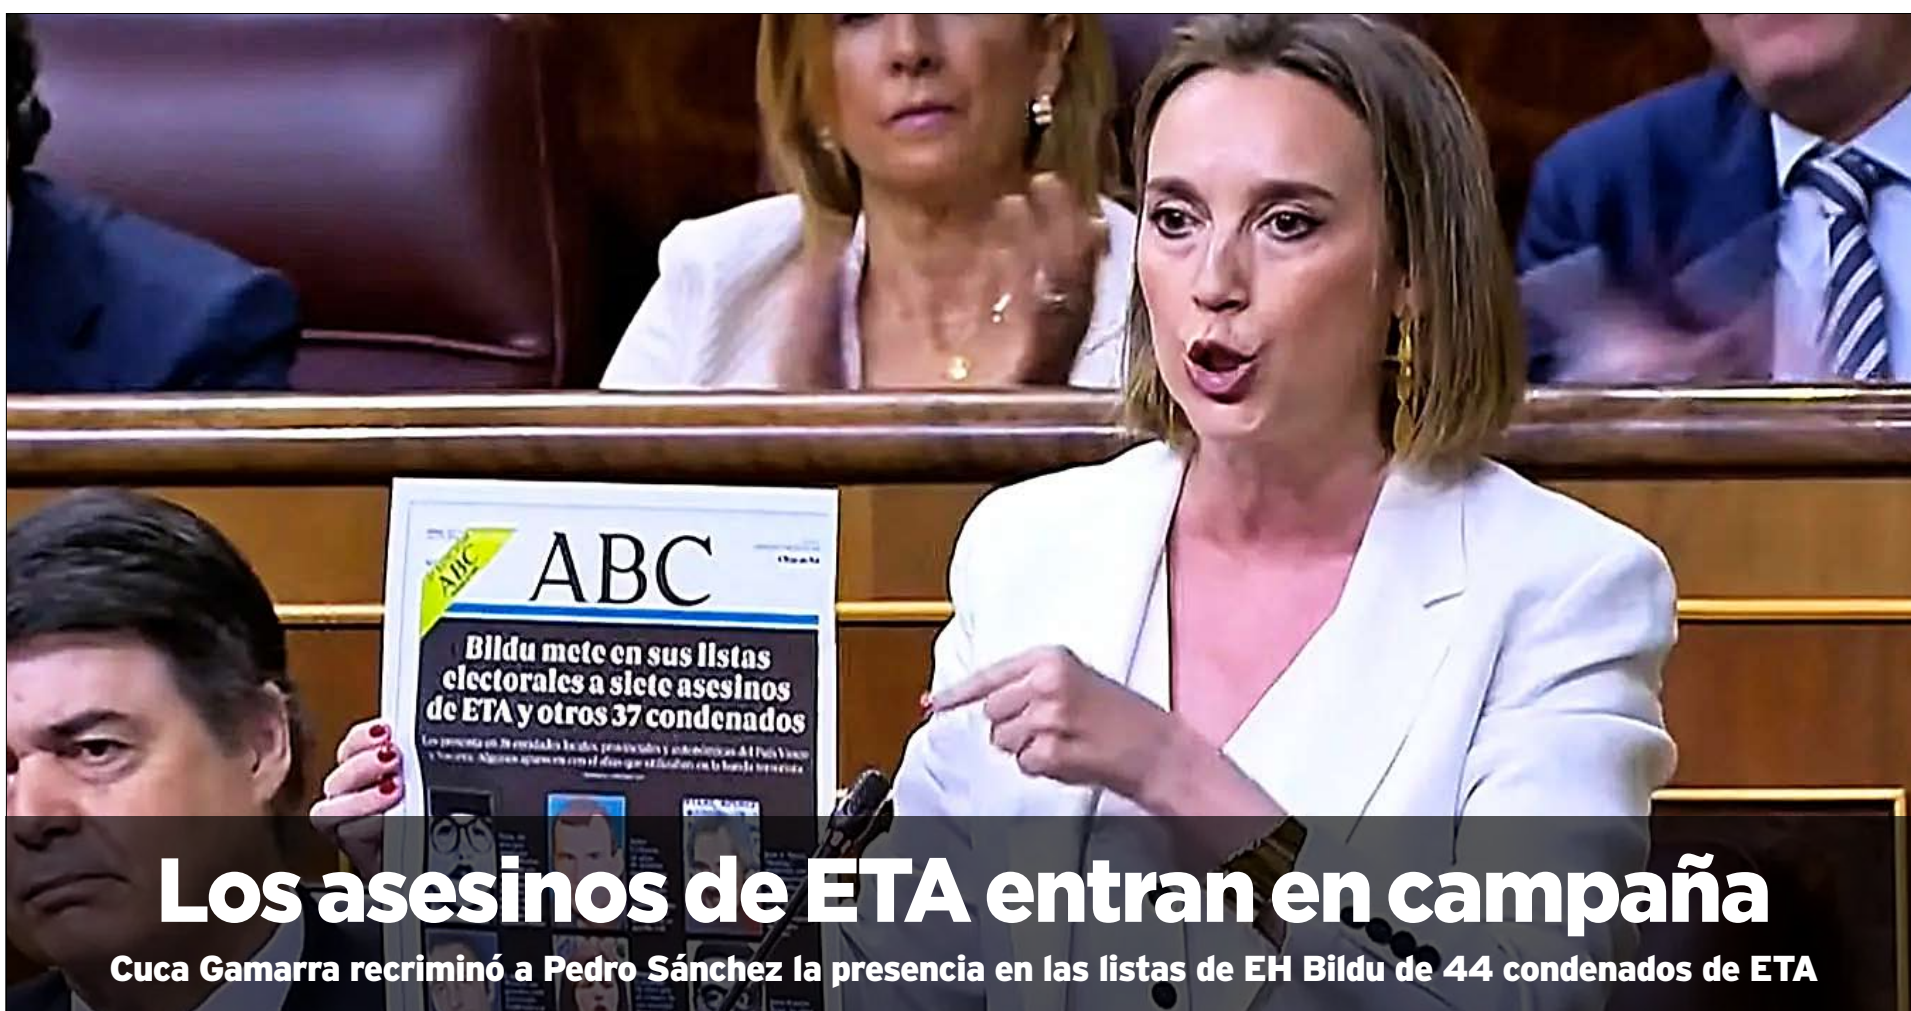 ABC
ABC
Bildu mete en sus listas
electorales a siete asesinos
de ETA y otros 37 condenados
Los asesinos de ETA entran en campaña
Cuca Gamarra recriminó a Pedro Sánchez la presencia en las listas de EH Bildu de 44 condenados de ETA